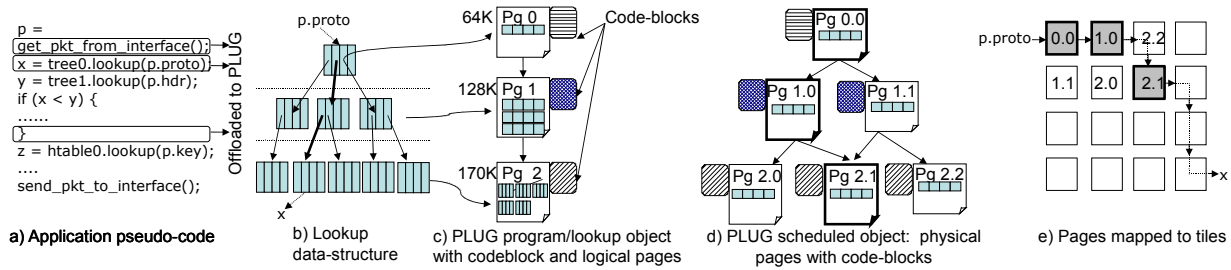 p =
get_pkt_from_interface();
x = tree0.lookup(p.proto)
y = tree1.lookup(p.hdr);
if (x < y) {
......
}
z = htable0.lookup(p.key);
....
send_pkt_to_interface();
a) Application pseudo-code
Offloaded to PLUG
p.proto
x
b) Lookup
data-structure
64K
Pg 0
Code-blocks
128K
Pg 1
170K
Pg 2
c) PLUG program/lookup object
with codeblock and logical pages
Pg 0.0
Pg 1.0
Pg 1.1
Pg 2.0
Pg 2.1
Pg 2.2
d) PLUG scheduled object: physical
pages with code-blocks
p.proto
0.0
1.0
2.2
1.1
2.0
2.1
x
e) Pages mapped to tiles